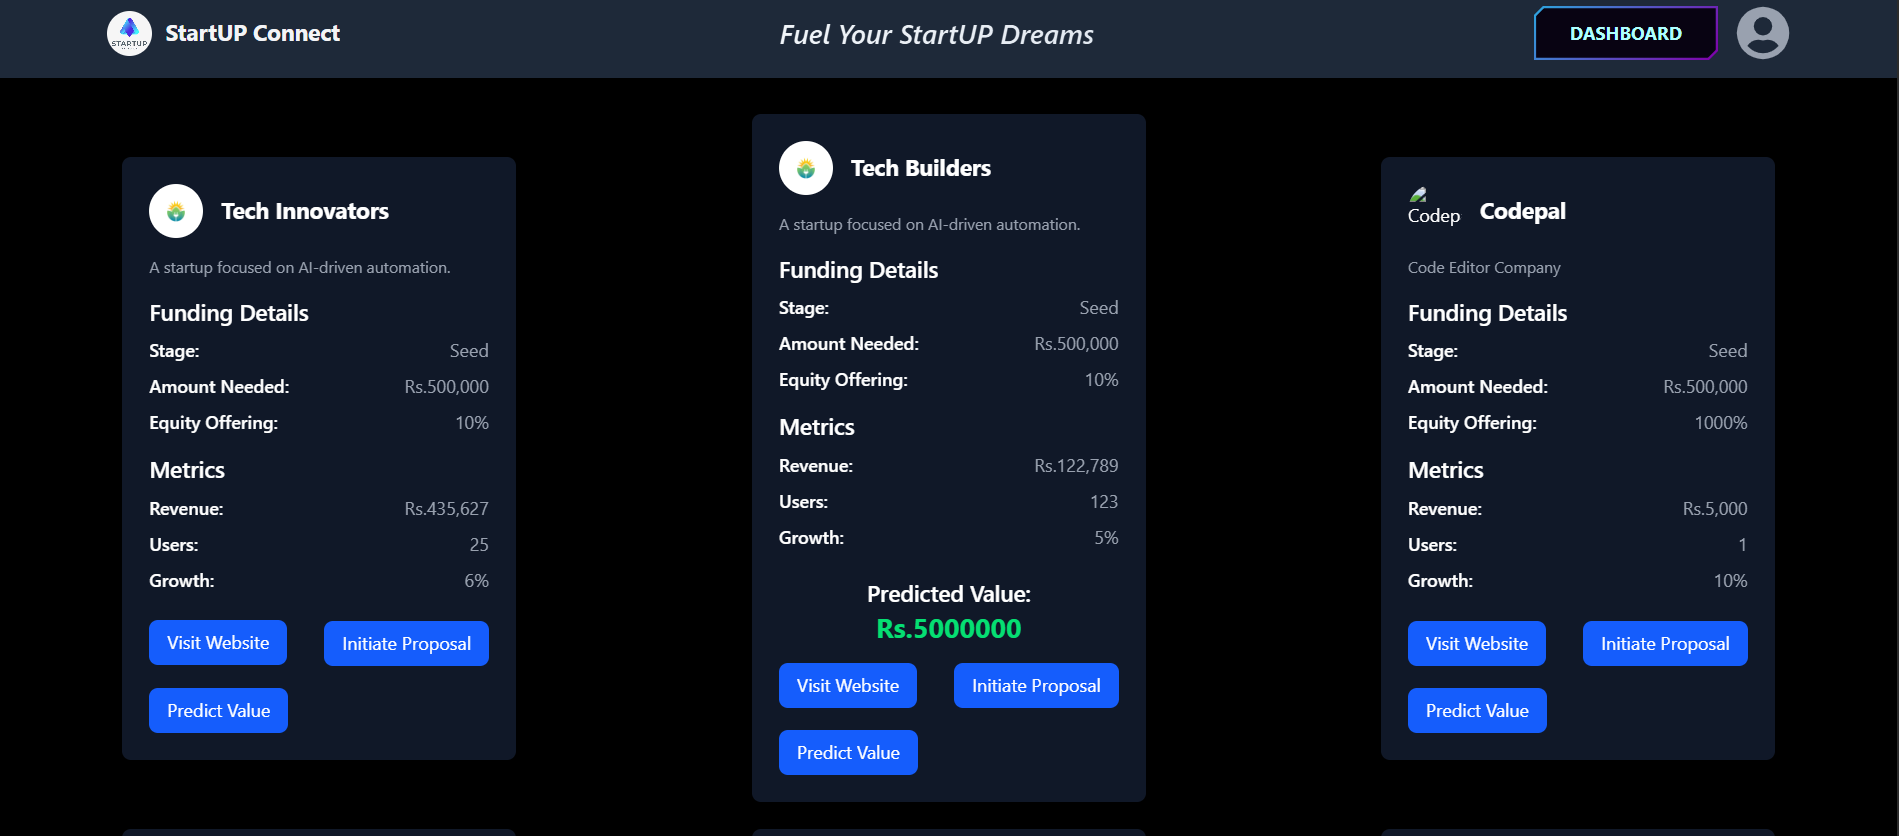 STARTUP
StartUP Connect
Fuel Your StartUP Dreams
DASHBOARD
Tech Innovators
A startup focused on AI-driven automation.
Funding Details
Stage: Seed
Amount Needed: Rs.500,000
Equity Offering: 10%
Metrics
Revenue: Rs.435,627
Users: 25
Growth: 6%
Visit Website
Initiate Proposal
Predict Value
Tech Builders
A startup focused on AI-driven automation.
Funding Details
Stage: Seed
Amount Needed: Rs.500,000
Equity Offering: 10%
Metrics
Revenue: Rs.122,789
Users: 123
Growth: 5%
Predicted Value:
Rs.5000000
Visit Website
Initiate Proposal
Predict Value
Codep
Codepal
Code Editor Company
Funding Details
Stage: Seed
Amount Needed: Rs.500,000
Equity Offering: 1000%
Metrics
Revenue: Rs.5,000
Users: 1
Growth: 10%
Visit Website
Initiate Proposal
Predict Value